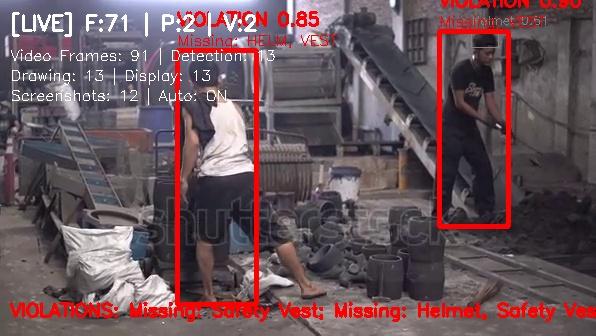 [LIVE] F:71 | P:2 V:2
VIOLATION 0.85
Missing: HELM, VEST
VIOLATION 0.90
Video Frames: 91 | Detection: 13
Drawing: 13 | Display: 13
Screenshots: 12 | Auto: ON
shutterstock
VIOLATIONS: Missing: Safety Vest; Missing: Helmet, Safety Ves